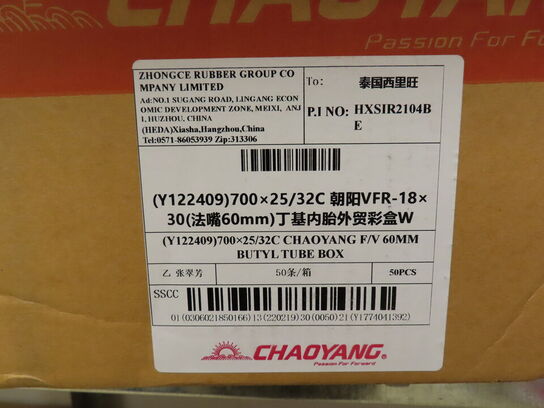 CHAOYANG
Passion For Forward
ZHONGCE RUBBER GROUP CO
MPANY LIMITED
Ad:NO.1 SUGANG ROAD, LINGANG ECON
OMIC DEVELOPMENT ZONE, MEIXI, ANJ
I, HUZHOU, CHINA
(HEDA)Xiasha,Hangzhou,China
Tel:0571-86053939 Zip:313306
To: 泰国西里旺
P.I NO: HXSIR2104B
E
(Y122409)700×25/32C 朝阳VFR-18×
30(法嘴60mm)丁基内胎外贸彩盒W
(Y122409)700×25/32C CHAOYANG F/V 60MM
BUTYL TUBE BOX
乙 张翠芳 50条/箱 50PCS
SSCC
01(0306021850166)13(220219)30(0050)21(Y1774041392)
CHAOYANG®
Passion For Forward